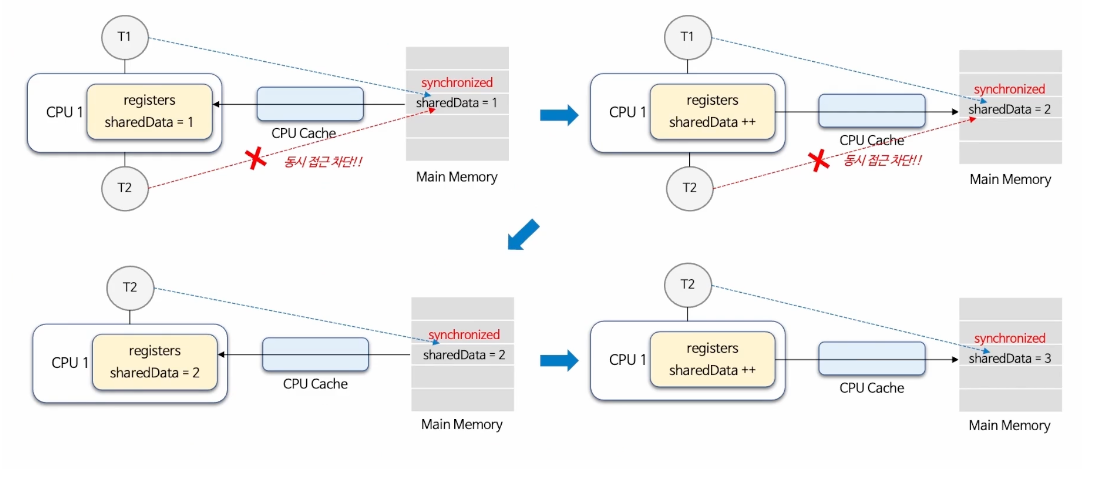 T1
CPU 1
registers
sharedData = 1
CPU Cache
synchronized
sharedData = 1
Main Memory
T2
동시 접근 차단!!
T1
CPU 1
registers
sharedData ++
CPU Cache
synchronized
sharedData = 2
Main Memory
T2
동시 접근 차단!!
T2
CPU 1
registers
sharedData = 2
CPU Cache
synchronized
sharedData = 2
Main Memory
T2
CPU 1
registers
sharedData ++
CPU Cache
synchronized
sharedData = 3
Main Memory